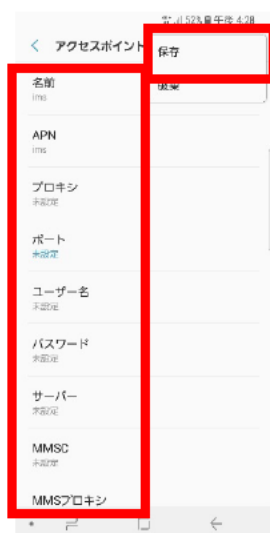 52% 午後 4:28
アクセスポイント
保存
破棄
名前
ims
APN
ims
プロキシ
未設定
ポート
未設定
ユーザー名
未設定
パスワード
未設定
サーバー
未設定
MMSC
未設定
MMSプロキシ